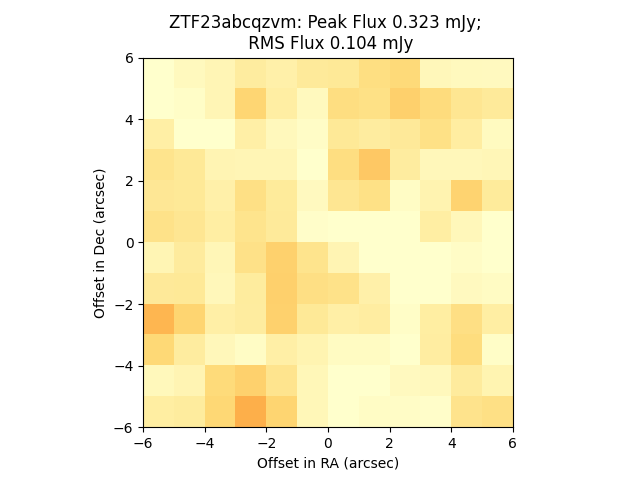 ZTF23abcqzvm: Peak Flux 0.323 mJy;
RMS Flux 0.104 mJy
6
4
2
0
−2
−4
−6
Offset in Dec (arcsec)
−6 −4 −2 0 2 4 6
Offset in RA (arcsec)